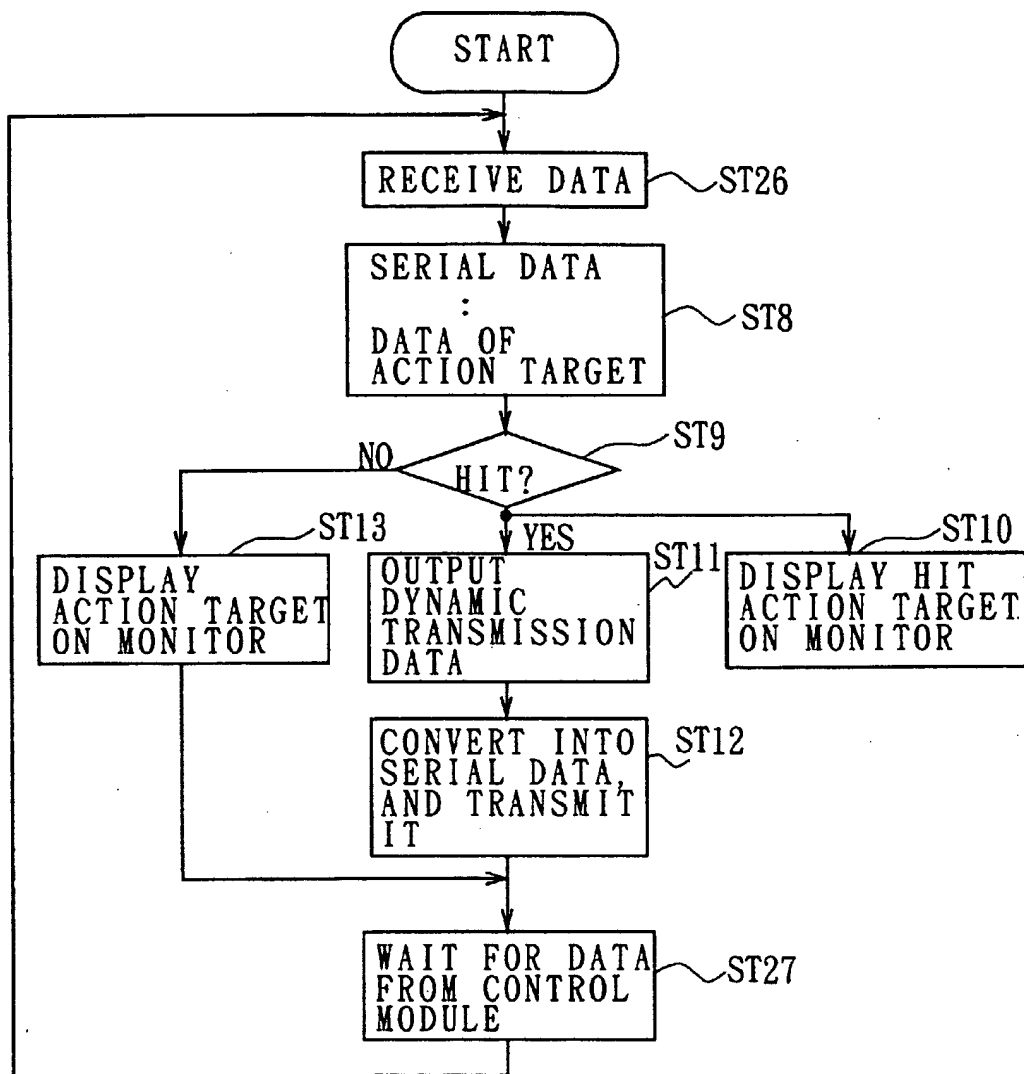 START
RECEIVE DATA
ST26
SERIAL DATA
:
DATA OF
ACTION TARGET
ST8
ST9
HIT?
NO
YES
ST13
DISPLAY
ACTION TARGET
ON MONITOR
ST11
OUTPUT
DYNAMIC
TRANSMISSION
DATA
ST10
DISPLAY HIT
ACTION TARGET
ON MONITOR
ST12
CONVERT INTO
SERIAL DATA,
AND TRANSMIT
IT
WAIT FOR DATA
FROM CONTROL
MODULE
ST27